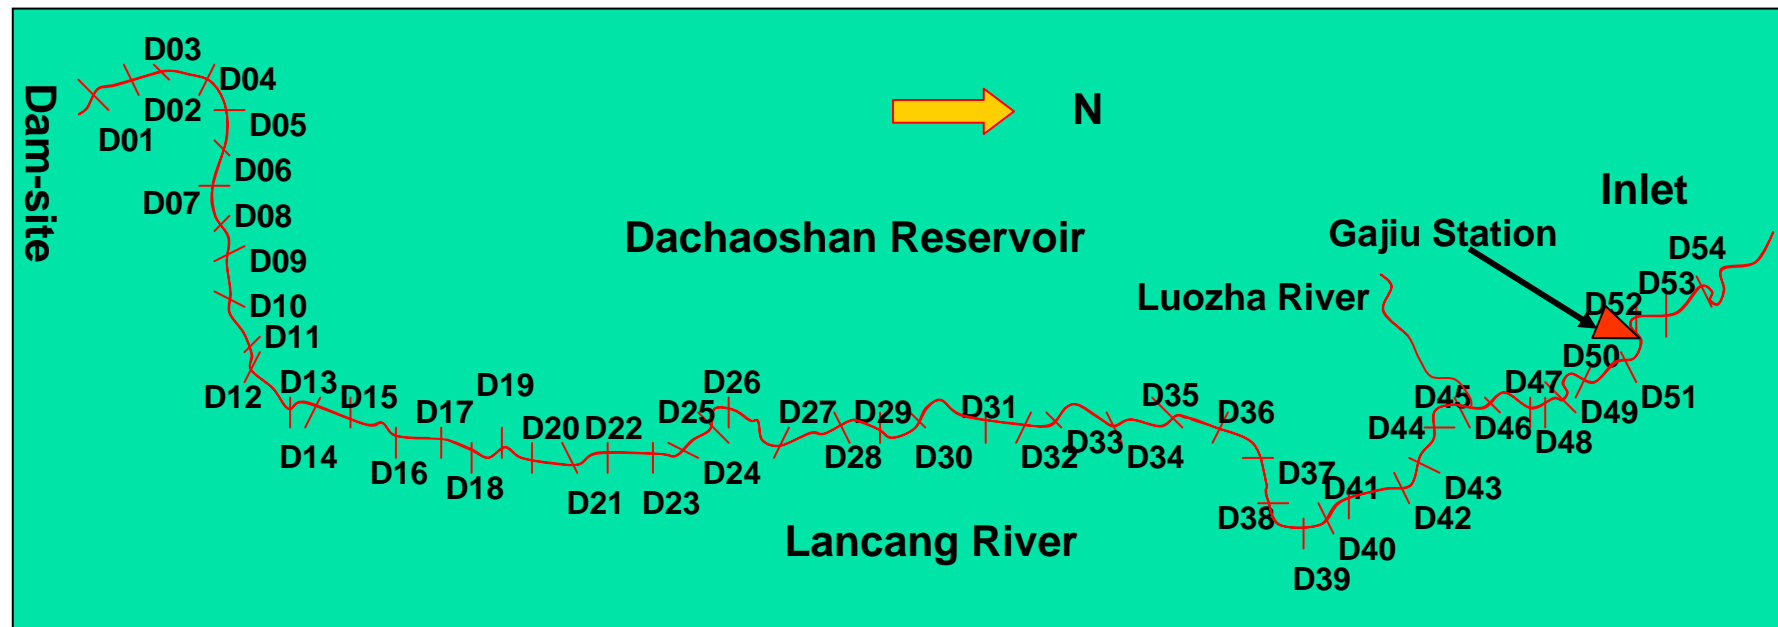 Dam-site
D01
D02
D03
D04
D05
D06
D07
D08
D09
D10
D11
D12
D13
D14
D15
D16
D17
D18
D19
D20
D21
D22
D23
D24
D25
D26
D27
D28
D29
D30
D31
D32
D33
D34
D35
D36
D37
D38
D39
D40
D41
D42
D43
D44
D45
D46
D47
D48
D49
D50
D51
D52
D53
D54
N
Dachaoshan Reservoir
Lancang River
Luozha River
Gajiu Station
Inlet